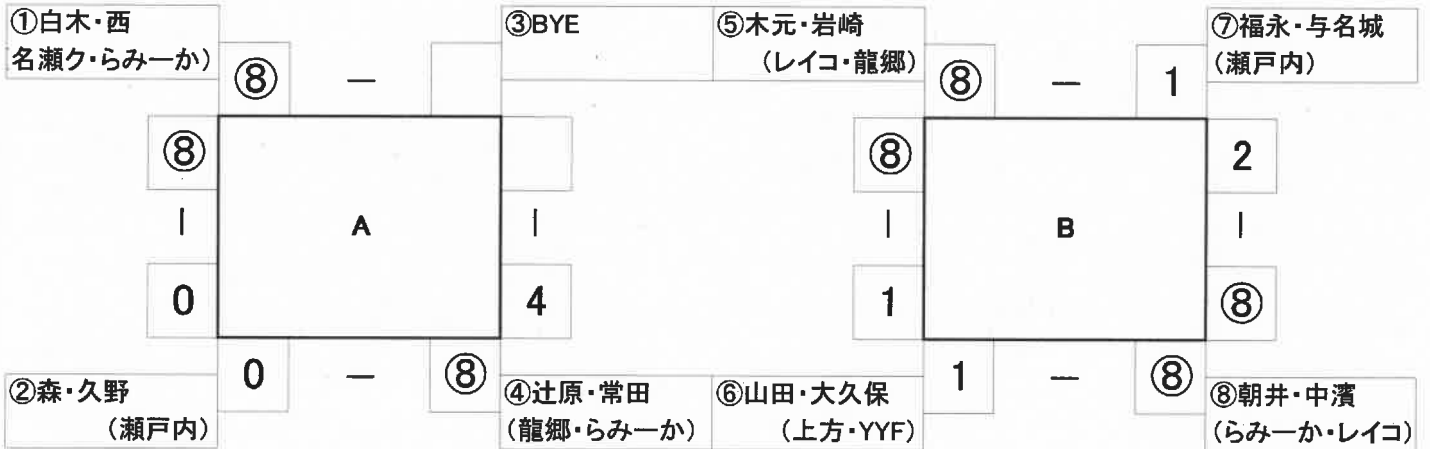 ①白木・西
名瀬ク・らみーか)
⑧ —
③BYE
⑤木元・岩崎
(レイコ・龍郷)
⑧ — 1
⑦福永・与名城
(瀬戸内)
⑧
|
0
A
|
4
⑧
|
1
B
2
|
⑧
②森・久野
(瀬戸内)
0 — ⑧
④辻原・常田
(龍郷・らみーか)
⑥山田・大久保
(上方・YYF)
1 — ⑧
⑧朝井・中濱
(らみーか・レイコ)